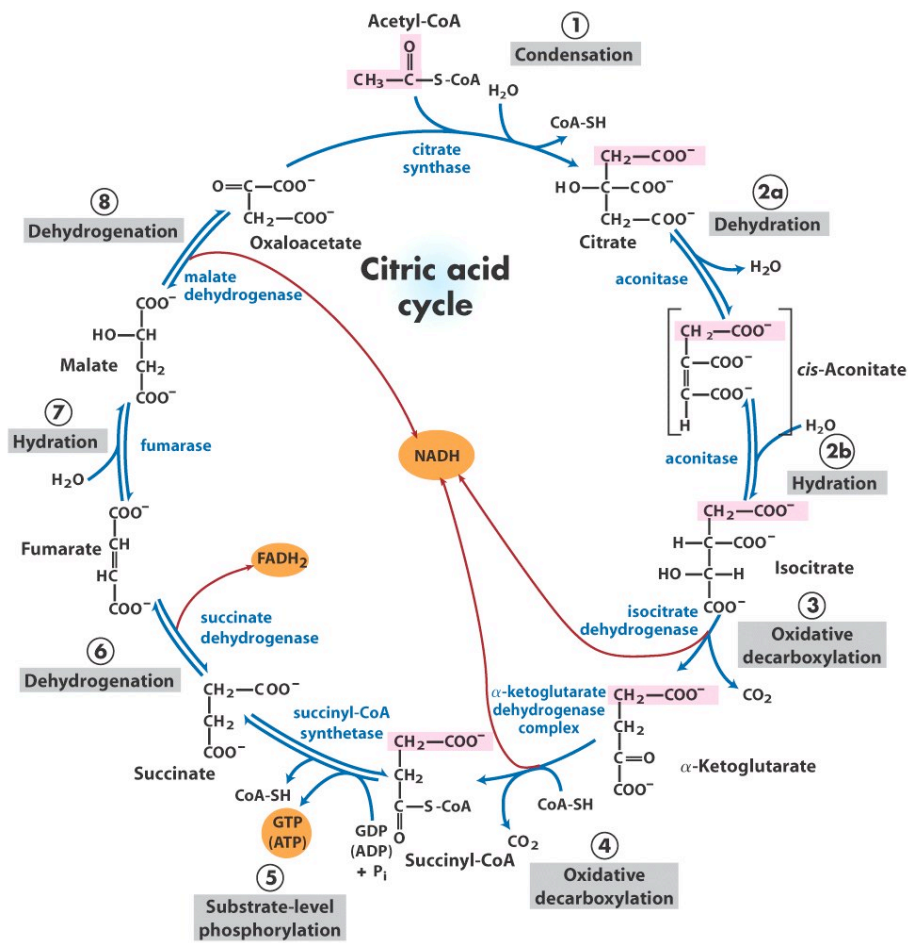 Acetyl-CoA
O
CH₃—C—S-CoA
①
Condensation
H₂O
CoA-SH
citrate
synthase
CH₂—COO⁻
HO—C—COO⁻
CH₂—COO⁻
Citrate
2a
Dehydration
H₂O
aconitase
CH₂—COO⁻
C—COO⁻
C—COO⁻
H
cis-Aconitate
H₂O
2b
Hydration
aconitase
CH₂—COO⁻
H—C—COO⁻
HO—C—H
COO⁻
Isocitrate
③
Oxidative
decarboxylation
isocitrate
dehydrogenase
CO₂
CH₂—COO⁻
CH₂
C=O
COO⁻
α-Ketoglutarate
α-ketoglutarate
dehydrogenase
complex
CoA-SH
CO₂
④
Oxidative
decarboxylation
CH₂—COO⁻
CH₂
C—S-CoA
O
Succinyl-CoA
succinyl-CoA
synthetase
GDP
(ADP)
+ Pᵢ
CoA-SH
GTP
(ATP)
⑤
Substrate-level
phosphorylation
CH₂—COO⁻
CH₂
COO⁻
Succinate
succinate
dehydrogenase
FADH₂
⑥
Dehydrogenation
COO⁻
CH
HC
COO⁻
Fumarate
fumarase
H₂O
⑦
Hydration
COO⁻
HO—CH
CH₂
COO⁻
Malate
malate
dehydrogenase
⑧
Dehydrogenation
O=C—COO⁻
CH₂—COO⁻
Oxaloacetate
Citric acid
cycle
NADH